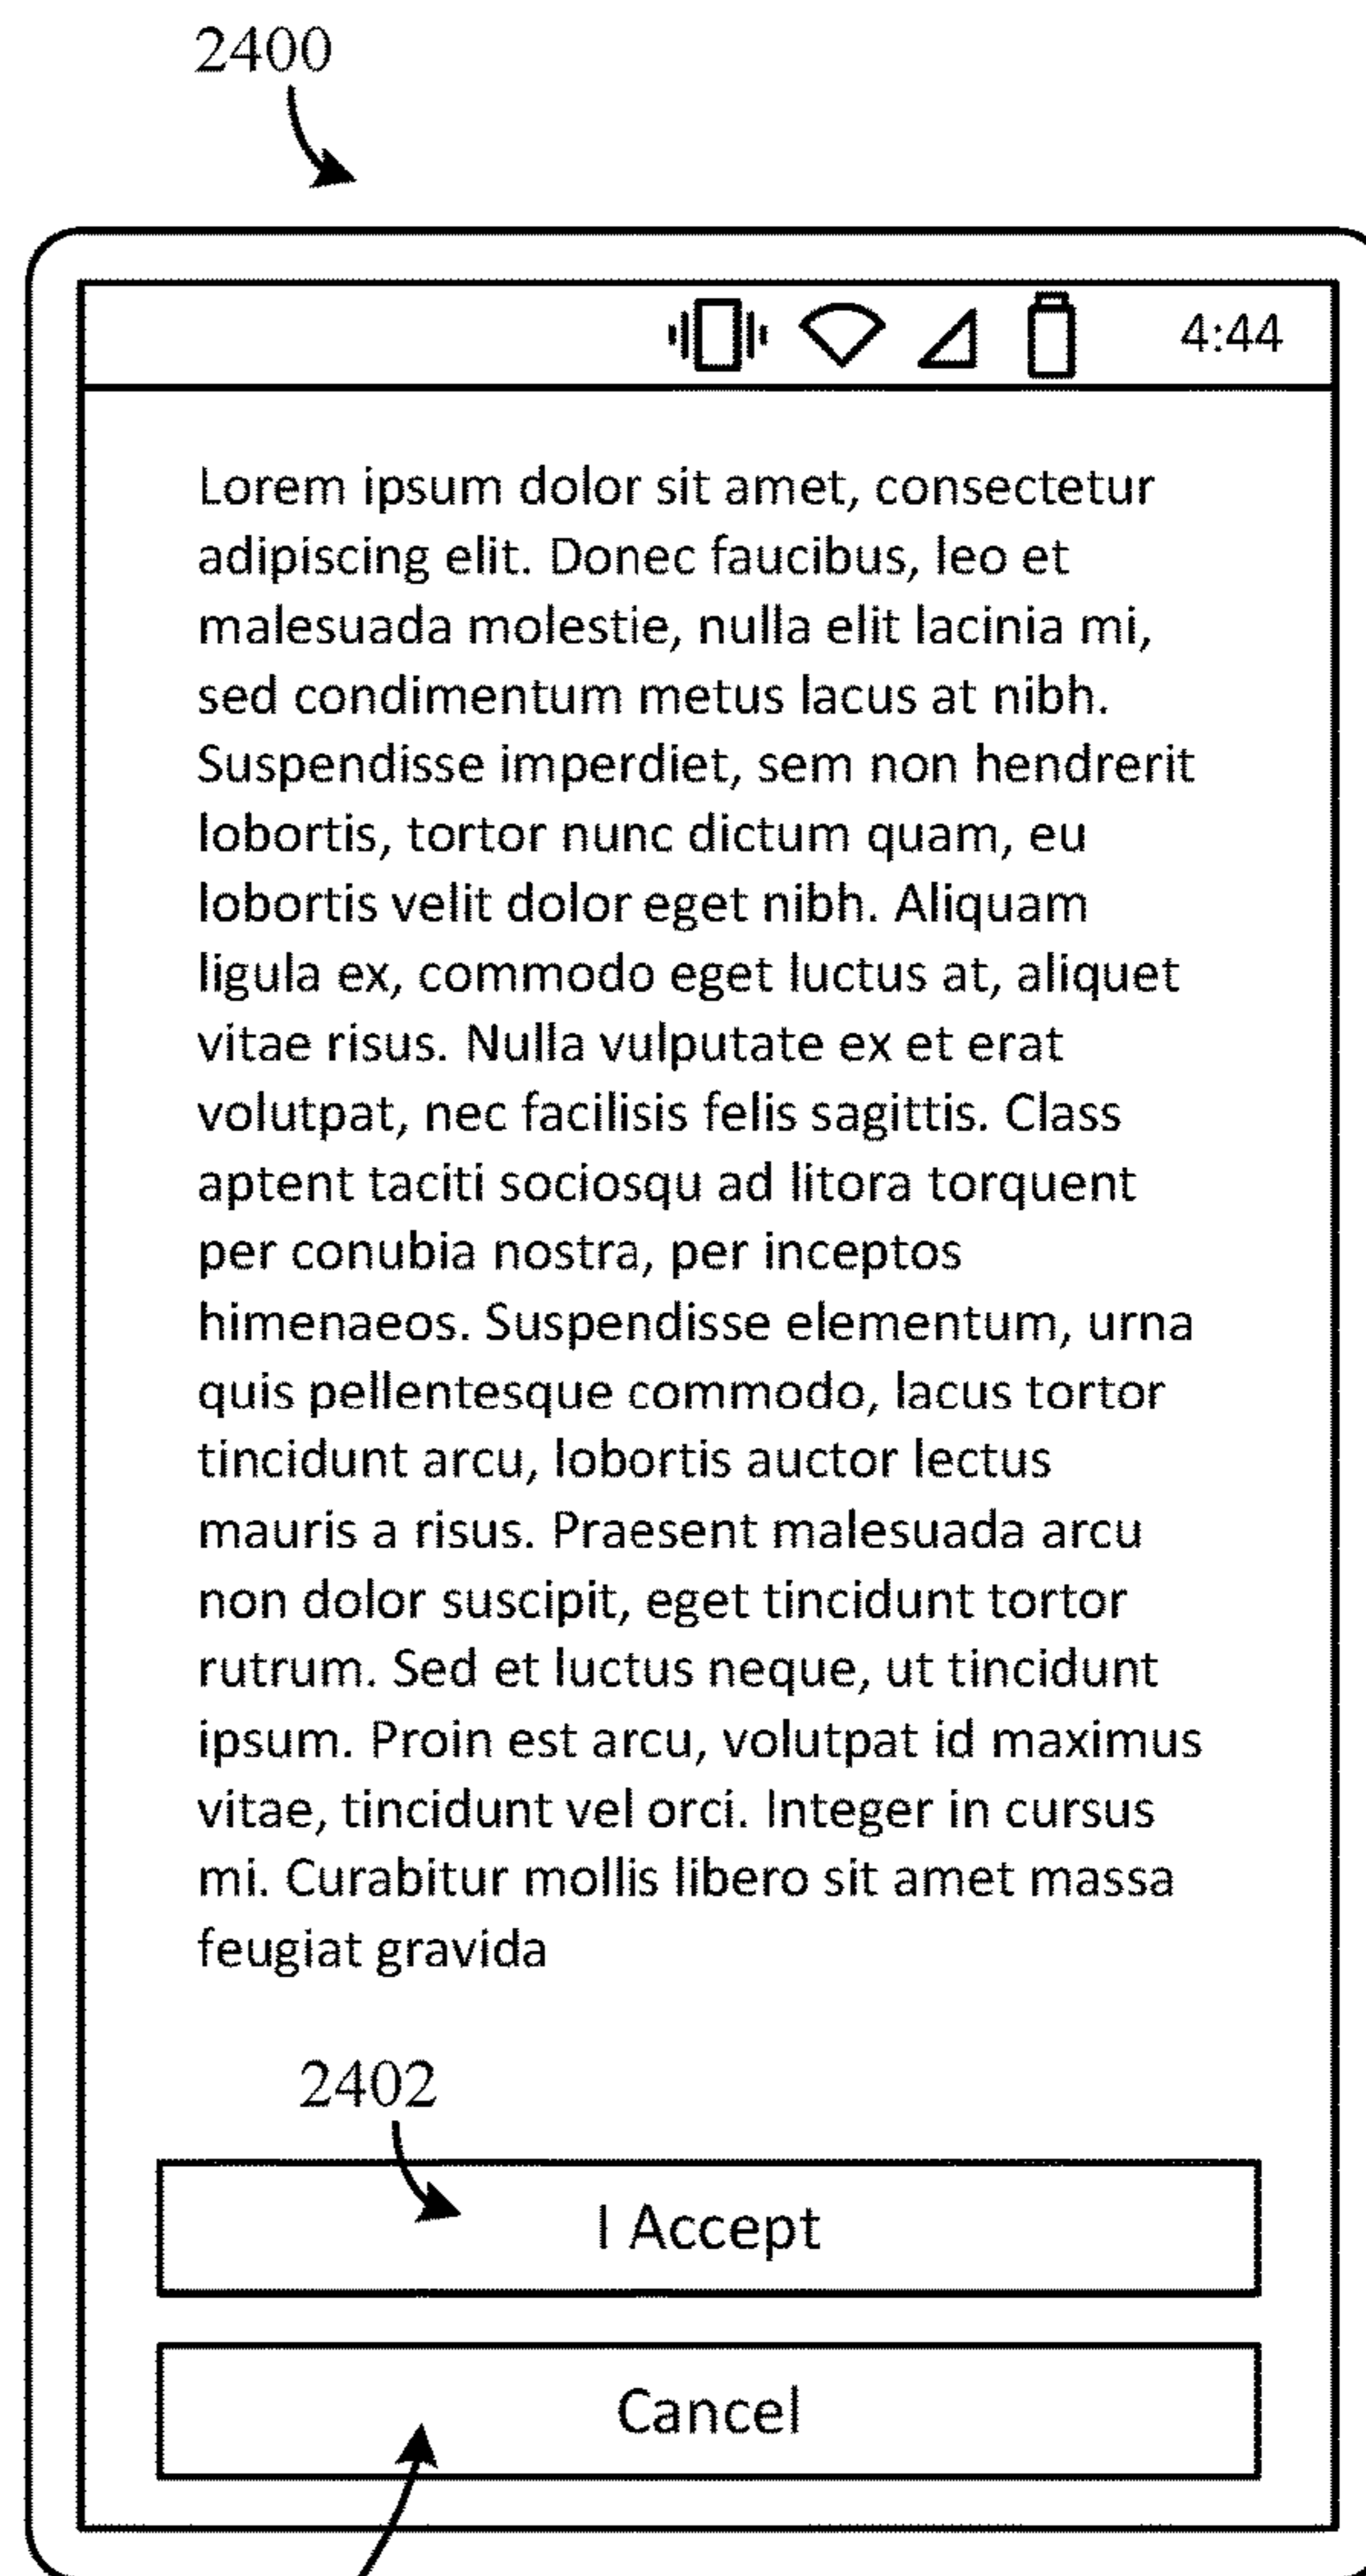 2400
4:44
Lorem ipsum dolor sit amet, consectetur
adipiscing elit. Donec faucibus, leo et
malesuada molestie, nulla elit lacinia mi,
sed condimentum metus lacus at nibh.
Suspendisse imperdiet, sem non hendrerit
lobortis, tortor nunc dictum quam, eu
lobortis velit dolor eget nibh. Aliquam
ligula ex, commodo eget luctus at, aliquet
vitae risus. Nulla vulputate ex et erat
volutpat, nec facilisis felis sagittis. Class
aptent taciti sociosqu ad litora torquent
per conubia nostra, per inceptos
himenaeos. Suspendisse elementum, urna
quis pellentesque commodo, lacus tortor
tincidunt arcu, lobortis auctor lectus
mauris a risus. Praesent malesuada arcu
non dolor suscipit, eget tincidunt tortor
rutrum. Sed et luctus neque, ut tincidunt
ipsum. Proin est arcu, volutpat id maximus
vitae, tincidunt vel orci. Integer in cursus
mi. Curabitur mollis libero sit amet massa
feugiat gravida
2402
I Accept
Cancel